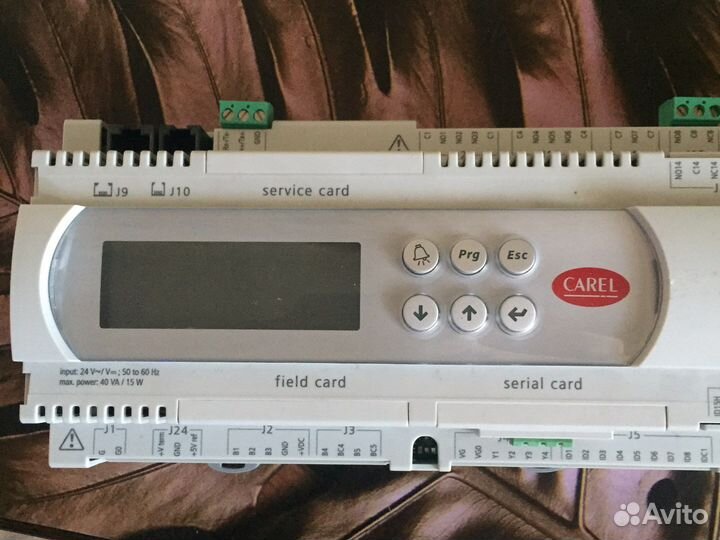 GND
C1 NO1 NO2 NO3 C1 C4 NO4 NO5 NO6 C4 C7 NO7 C7 NO8 C8 NC8
NO14 C14 NC14
J9 J10 service card
Prg Esc
CAREL
input: 24 V~/V⎓; 50 to 60 Hz
max. power: 40 VA / 15 W
field card
serial card
J1 J24 J2 J3 J5
G G0 +V term GND +5V ref B1 B2 B3 GND +VDC B4 BC4 B5 BC5 VG VG0 Y1 Y2 Y3 Y4 ID1 ID2 ID3 ID4 ID5 ID6 ID7 ID8 IDC1
Avito